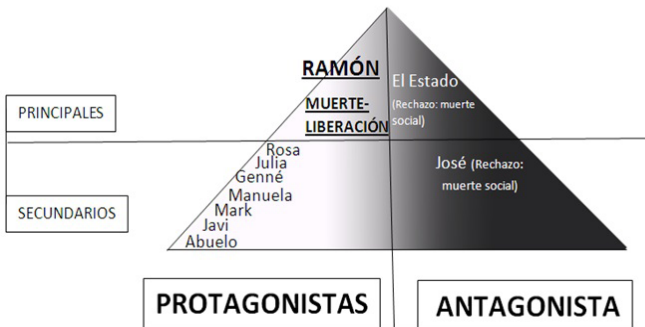 RAMÓN
MUERTE-
LIBERACIÓN
El Estado
(Rechazo: muerte
social)
PRINCIPALES
Rosa
Julia
Genné
Manuela
Mark
Javi
Abuelo
José (Rechazo:
muerte social)
SECUNDARIOS
PROTAGONISTAS
ANTAGONISTA